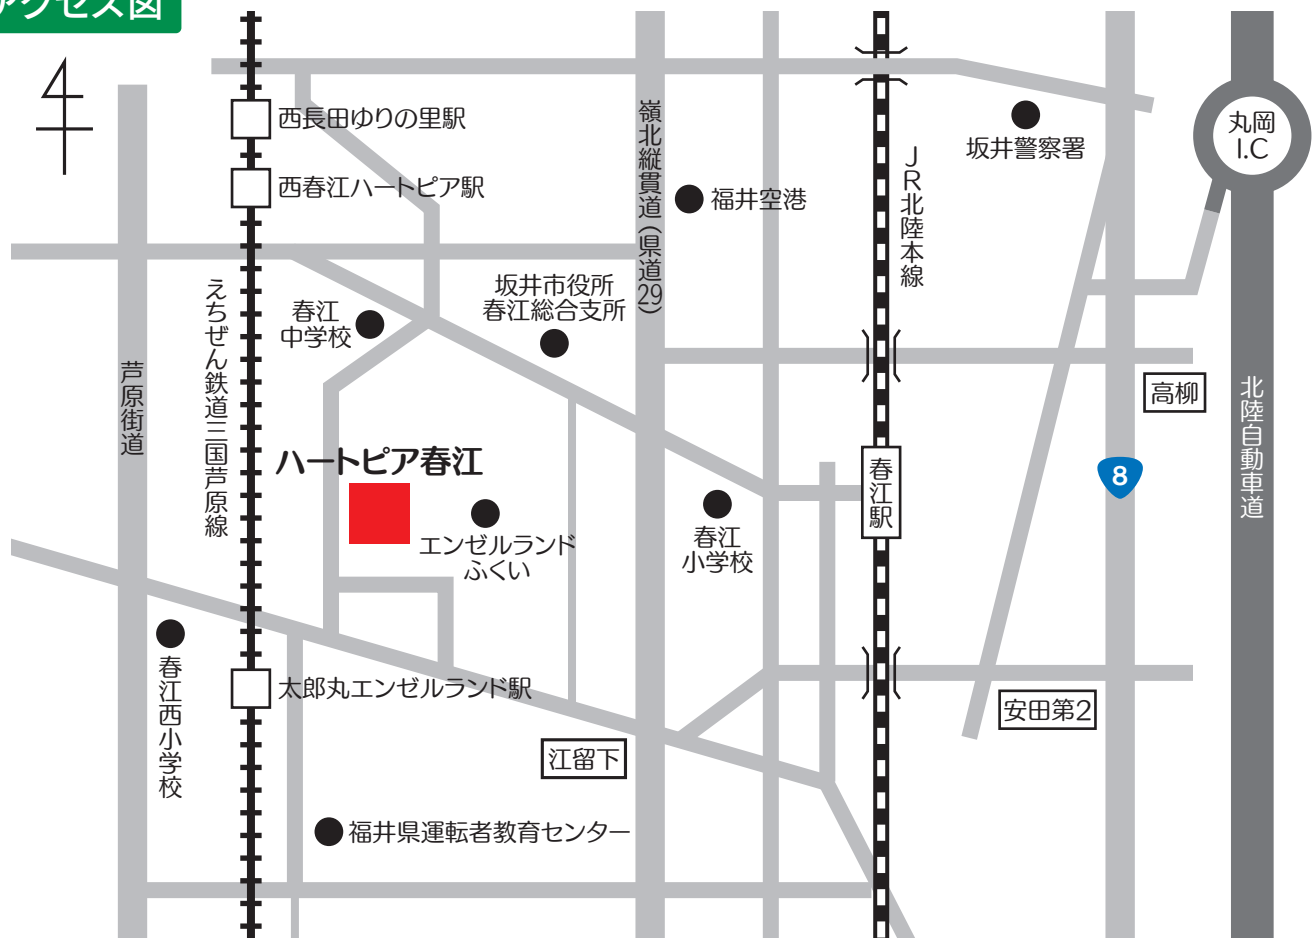 アクセス図
西長田ゆりの里駅
西春江ハートピア駅
嶺北縦貫道（県道29）
福井空港
JR北陸本線
坂井警察署
丸岡
I.C
えちぜん鉄道三国芦原線
春江
中学校
坂井市役所
春江総合支所
芦原街道
高柳
北陸自動車道
ハートピア春江
8
春江駅
エンゼルランド
ふくい
春江
小学校
春江西小学校
太郎丸エンゼルランド駅
安田第2
江留下
福井県運転者教育センター